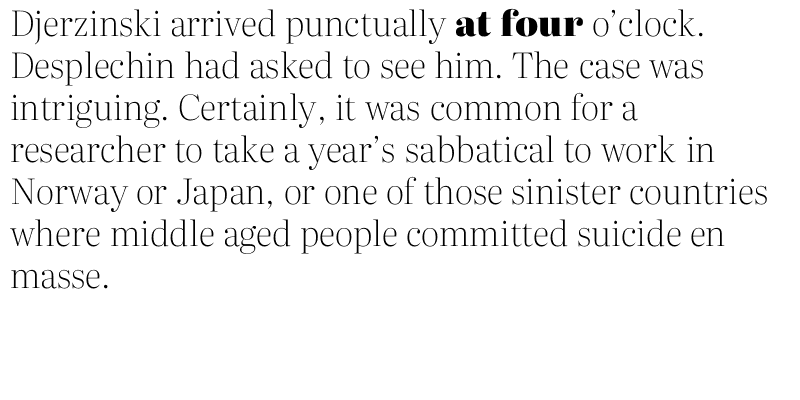 Djerzinski arrived punctually at four o’clock.
Desplechin had asked to see him. The case was
intriguing. Certainly, it was common for a
researcher to take a year’s sabbatical to work in
Norway or Japan, or one of those sinister countries
where middle aged people committed suicide en
masse.